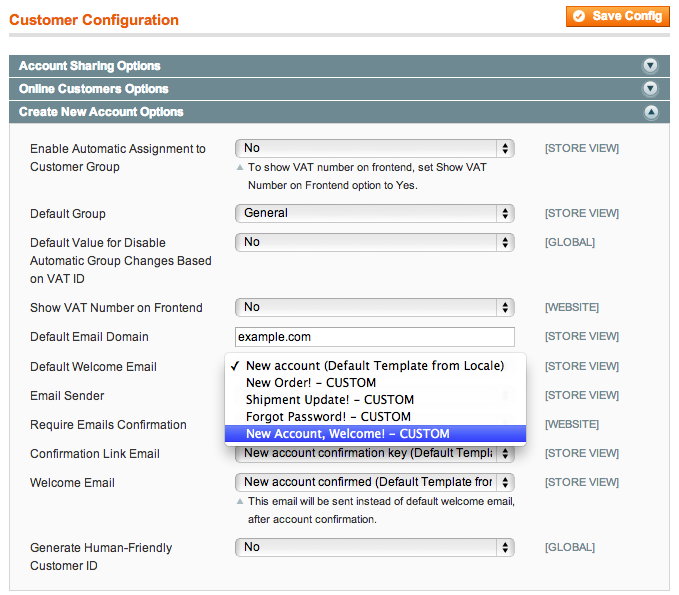 Customer Configuration
Save Config
Account Sharing Options
Online Customers Options
Create New Account Options
Enable Automatic Assignment to
Customer Group
No
[STORE VIEW]
To show VAT number on frontend, set Show VAT
Number on Frontend option to Yes.
Default Group
General
[STORE VIEW]
Default Value for Disable
Automatic Group Changes Based
on VAT ID
No
[GLOBAL]
Show VAT Number on Frontend
No
[WEBSITE]
Default Email Domain
example.com
[STORE VIEW]
Default Welcome Email
✓ New account (Default Template from Locale)
[STORE VIEW]
New Order! – CUSTOM
Email Sender
Shipment Update! – CUSTOM
[STORE VIEW]
Forgot Password! – CUSTOM
Require Emails Confirmation
New Account, Welcome! – CUSTOM
[WEBSITE]
Confirmation Link Email
New account confirmation key (Default Templa
[STORE VIEW]
Welcome Email
New account confirmed (Default Template fror
[STORE VIEW]
This email will be sent instead of default welcome email,
after account confirmation.
Generate Human-Friendly
Customer ID
No
[GLOBAL]